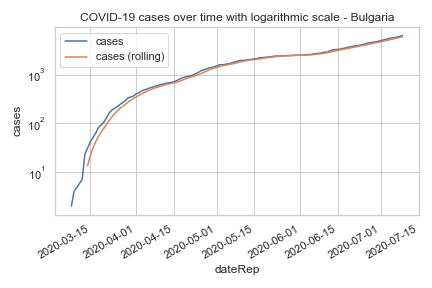 COVID-19 cases over time with logarithmic scale - Bulgaria
cases
cases (rolling)
10³
10²
10¹
cases
2020-03-15
2020-04-01
2020-04-15
2020-05-01
2020-05-15
2020-06-01
2020-06-15
2020-07-01
2020-07-15
dateRep